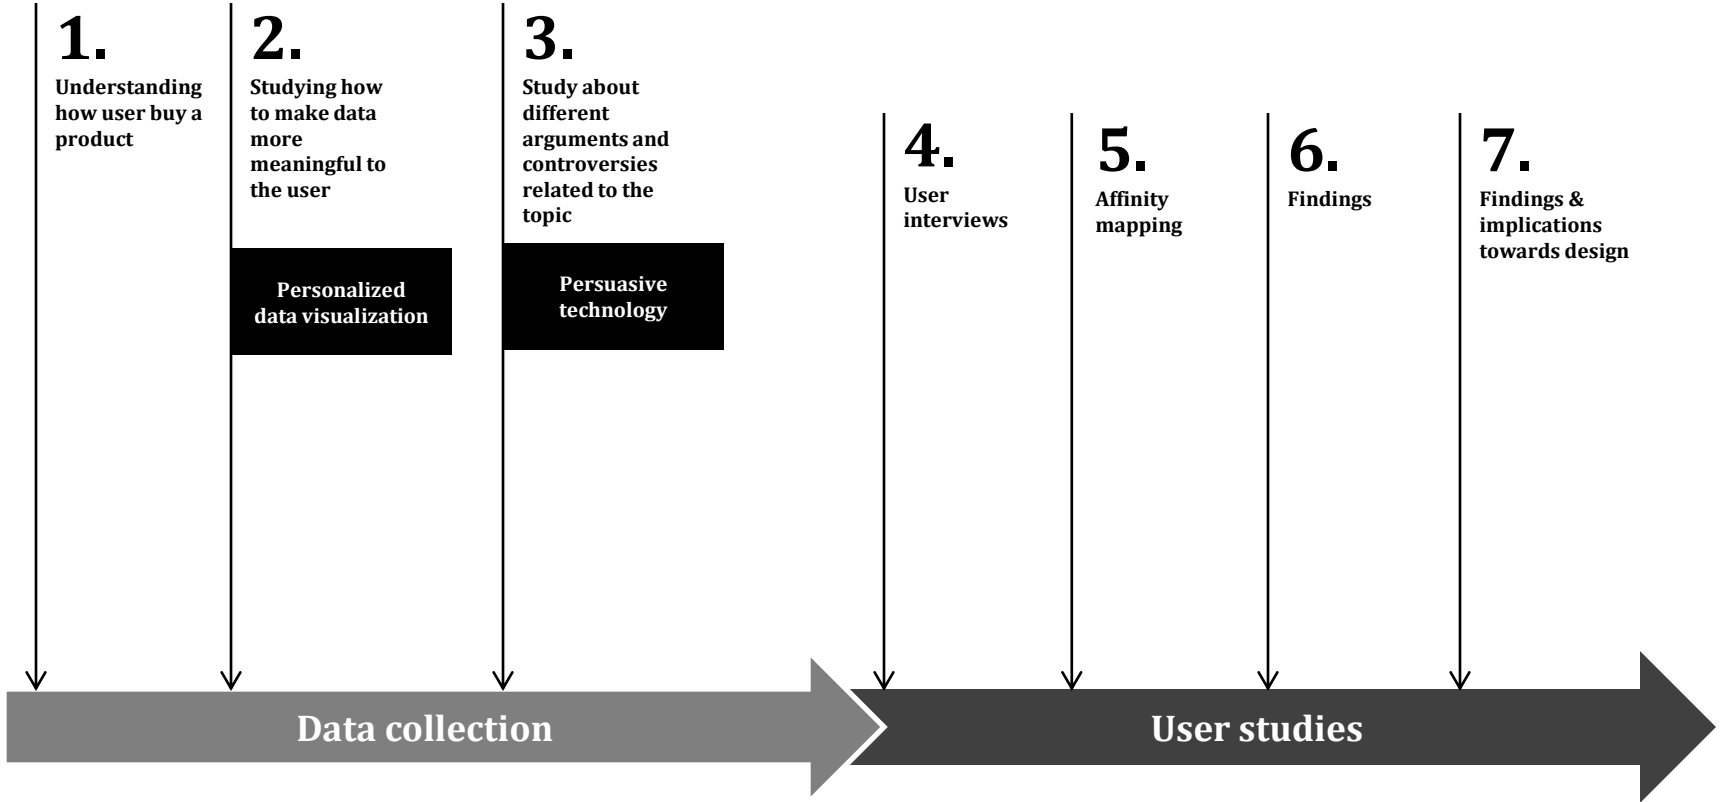 1.
Understanding
how user buy a
product
2.
Studying how
to make data
more
meaningful to
the user
Personalized
data visualization
3.
Study about
different
arguments and
controversies
related to the
topic
Persuasive
technology
4.
User
interviews
5.
Affinity
mapping
6.
Findings
7.
Findings &
implications
towards design
Data collection
User studies